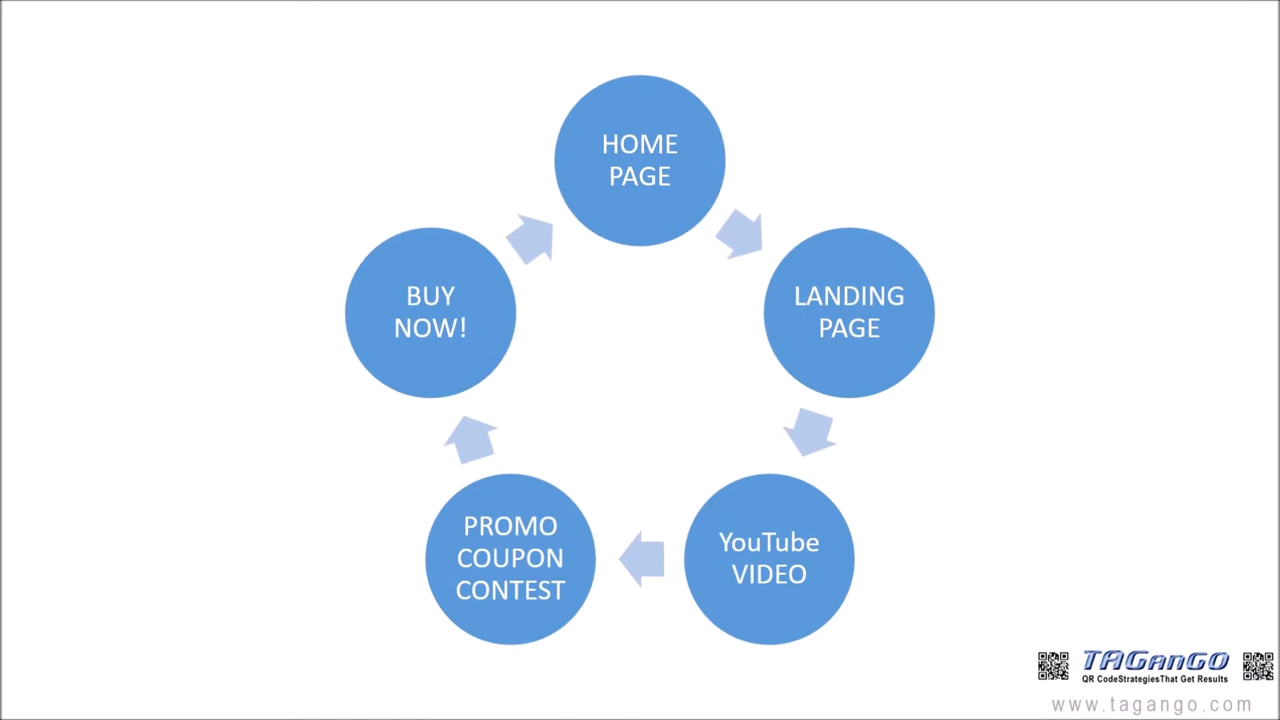 HOME
PAGE
LANDING
PAGE
YouTube
VIDEO
PROMO
COUPON
CONTEST
BUY
NOW!
TAGanGO
QR CodeStrategiesThat Get Results
www.tagango.com